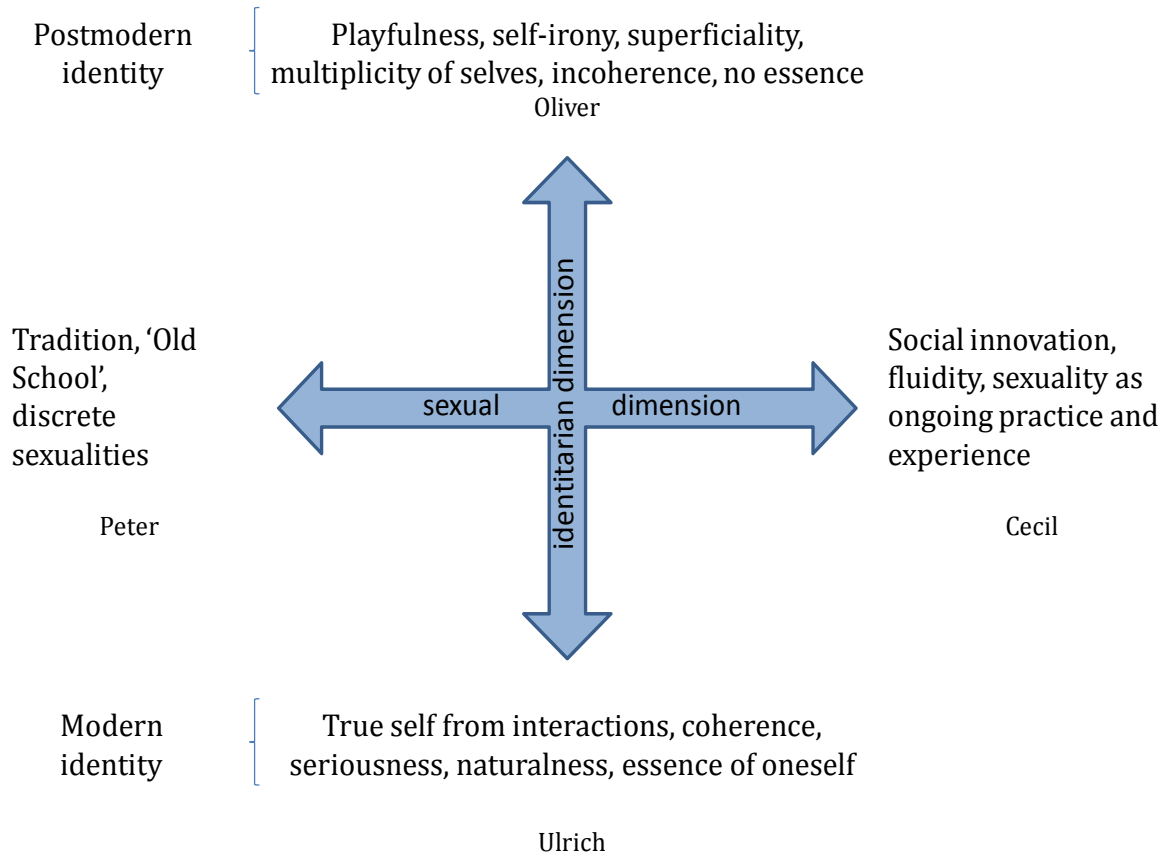 Postmodern
identity
Playfulness, self-irony, superficiality,
multiplicity of selves, incoherence, no essence
Oliver
identitarian dimension
Tradition, ‘Old
School’,
discrete
sexualities
Peter
sexual dimension
Social innovation,
fluidity, sexuality as
ongoing practice and
experience
Cecil
Modern
identity
True self from interactions, coherence,
seriousness, naturalness, essence of oneself
Ulrich